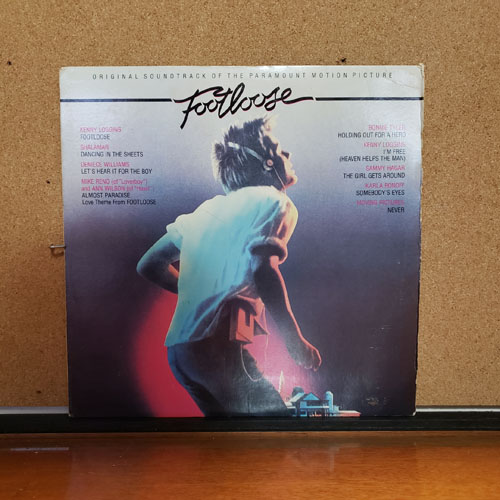 ORIGINAL SOUNDTRACK OF THE PARAMOUNT MOTION PICTURE
Footloose
KENNY LOGGINS
FOOTLOOSE
SHALAMAR
DANCING IN THE SHEETS
DENIECE WILLIAMS
LET'S HEAR IT FOR THE BOY
MIKE RENO (of "Loverboy")
and ANN WILSON (of "Heart")
ALMOST PARADISE...
Love Theme From FOOTLOOSE
BONNIE TYLER
HOLDING OUT FOR A HERO
KENNY LOGGINS
I'M FREE
(HEAVEN HELPS THE MAN)
SAMMY HAGAR
THE GIRL GETS AROUND
KARLA BONOFF
SOMEBODY'S EYES
MOVING PICTURES
NEVER